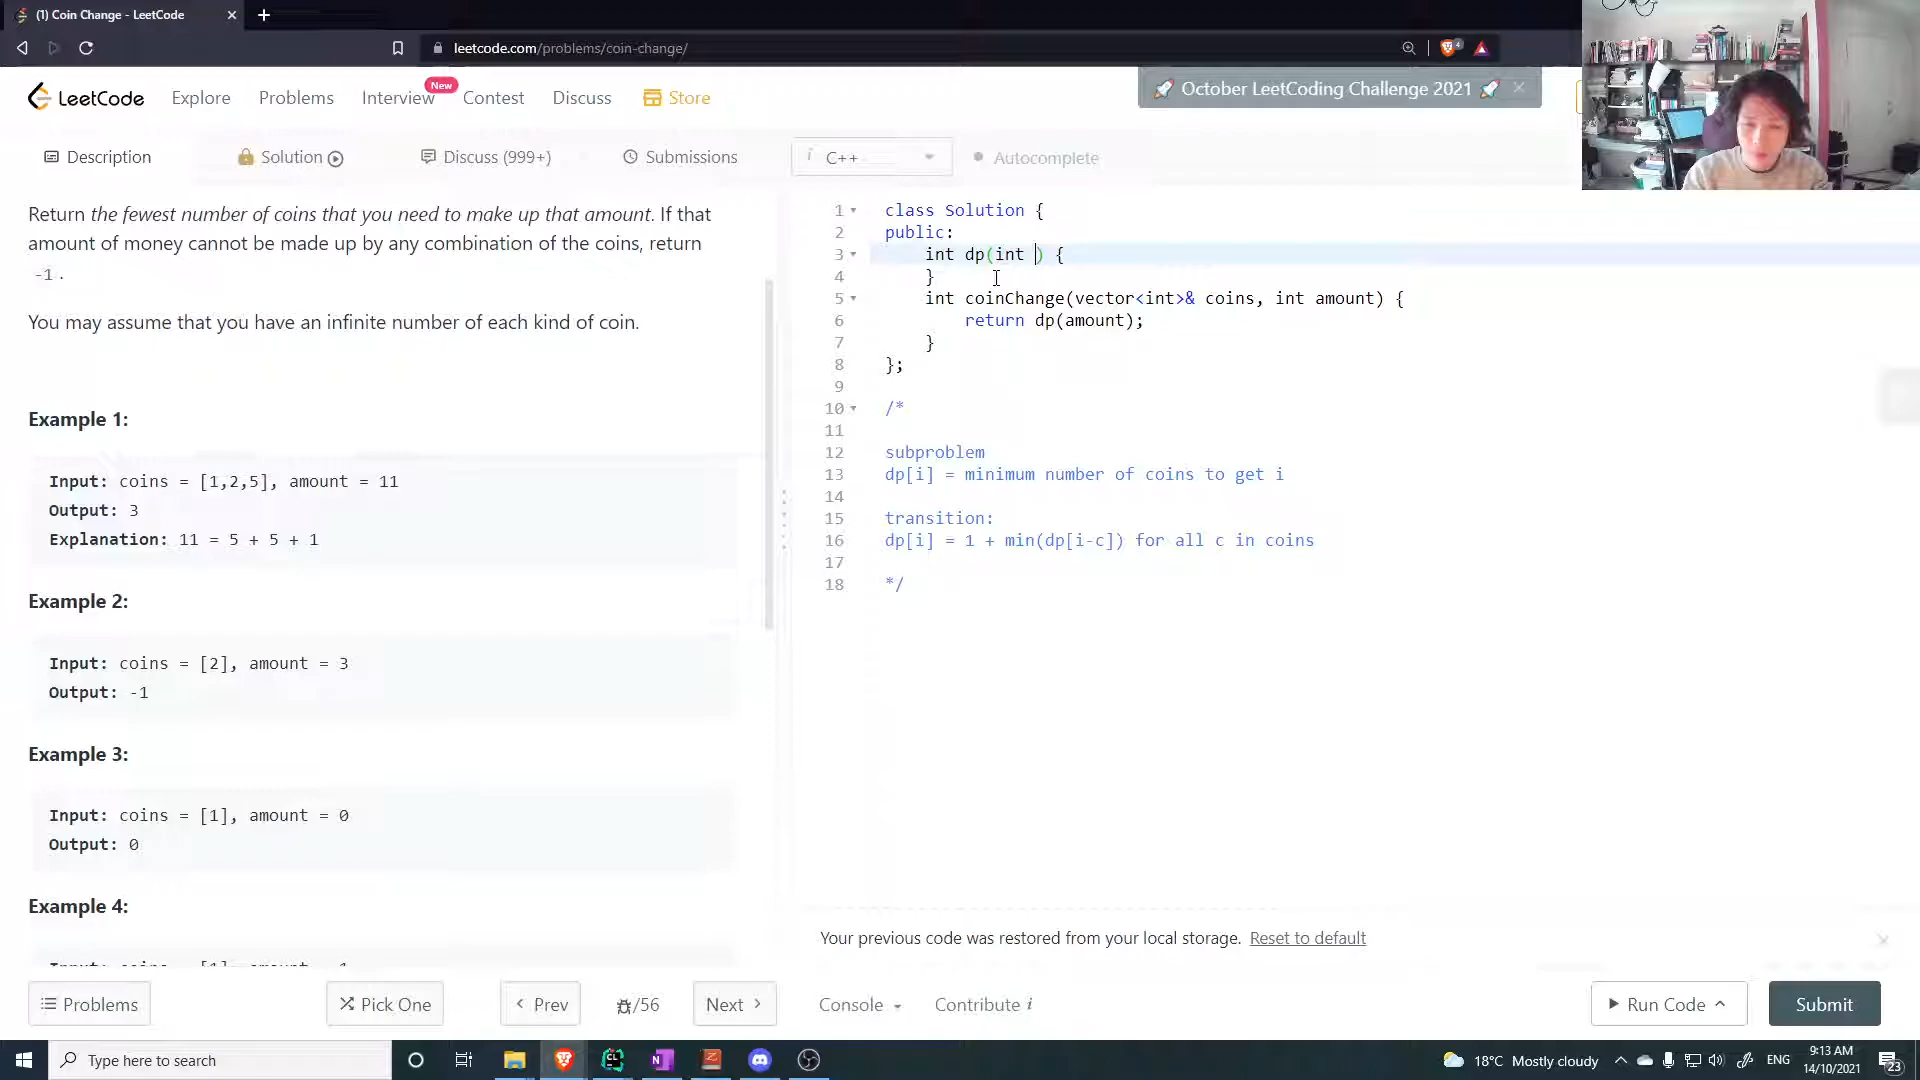 (1) Coin Change - LeetCode
leetcode.com/problems/coin-change/
4
LeetCode
Explore
Problems
Interview
New
Contest
Discuss
Store
🚀 October LeetCoding Challenge 2021 🚀
Description
Solution
Discuss (999+)
Submissions
i C++
Autocomplete
Return the fewest number of coins that you need to make up that amount. If that
amount of money cannot be made up by any combination of the coins, return
-1 .
You may assume that you have an infinite number of each kind of coin.
Example 1:
Input: coins = [1,2,5], amount = 11
Output: 3
Explanation: 11 = 5 + 5 + 1
Example 2:
Input: coins = [2], amount = 3
Output: -1
Example 3:
Input: coins = [1], amount = 0
Output: 0
Example 4:
1 class Solution {
2 public:
3 int dp(int ) {
4 }
5 int coinChange(vector<int>& coins, int amount) {
6 return dp(amount);
7 }
8 };
9
10 /*
11
12 subproblem
13 dp[i] = minimum number of coins to get i
14
15 transition:
16 dp[i] = 1 + min(dp[i-c]) for all c in coins
17
18 */
Your previous code was restored from your local storage. Reset to default
Problems
Pick One
Prev
/56
Next
Console
Contribute i
Run Code
Submit
Type here to search
18°C Mostly cloudy
ENG
9:13 AM
14/10/2021
23